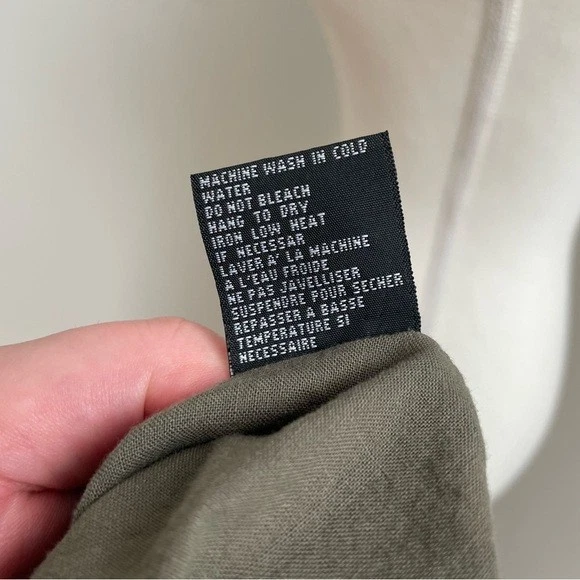 MACHINE WASH IN COLD
WATER
DO NOT BLEACH
HANG TO DRY
IRON LOW HEAT
IF NECESSAR
LAVER A' LA MACHINE
A L'EAU FROIDE
NE PAS JAVELLISER
SUSPENDRE POUR SECHER
REPASSER A BASSE
TEMPERATURE SI
NECESSAIRE